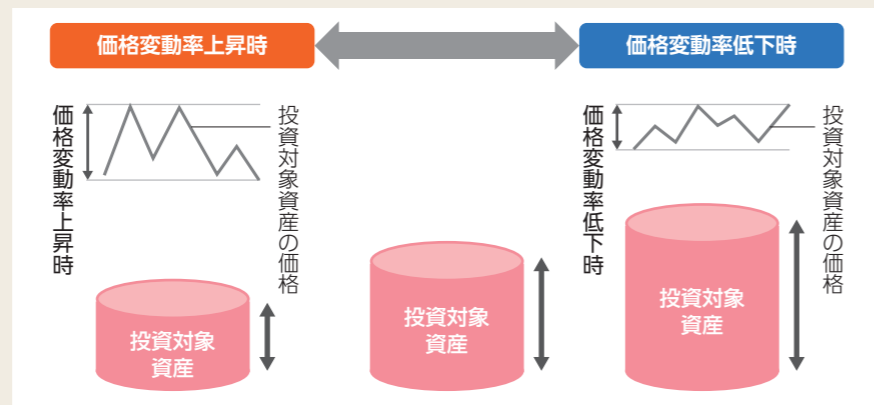 価格変動率上昇時
価格変動率低下時
価格変動率上昇時
投資対象資産の価格
価格変動率低下時
投資対象資産の価格
投資対象
資産
投資対象
資産
投資対象
資産